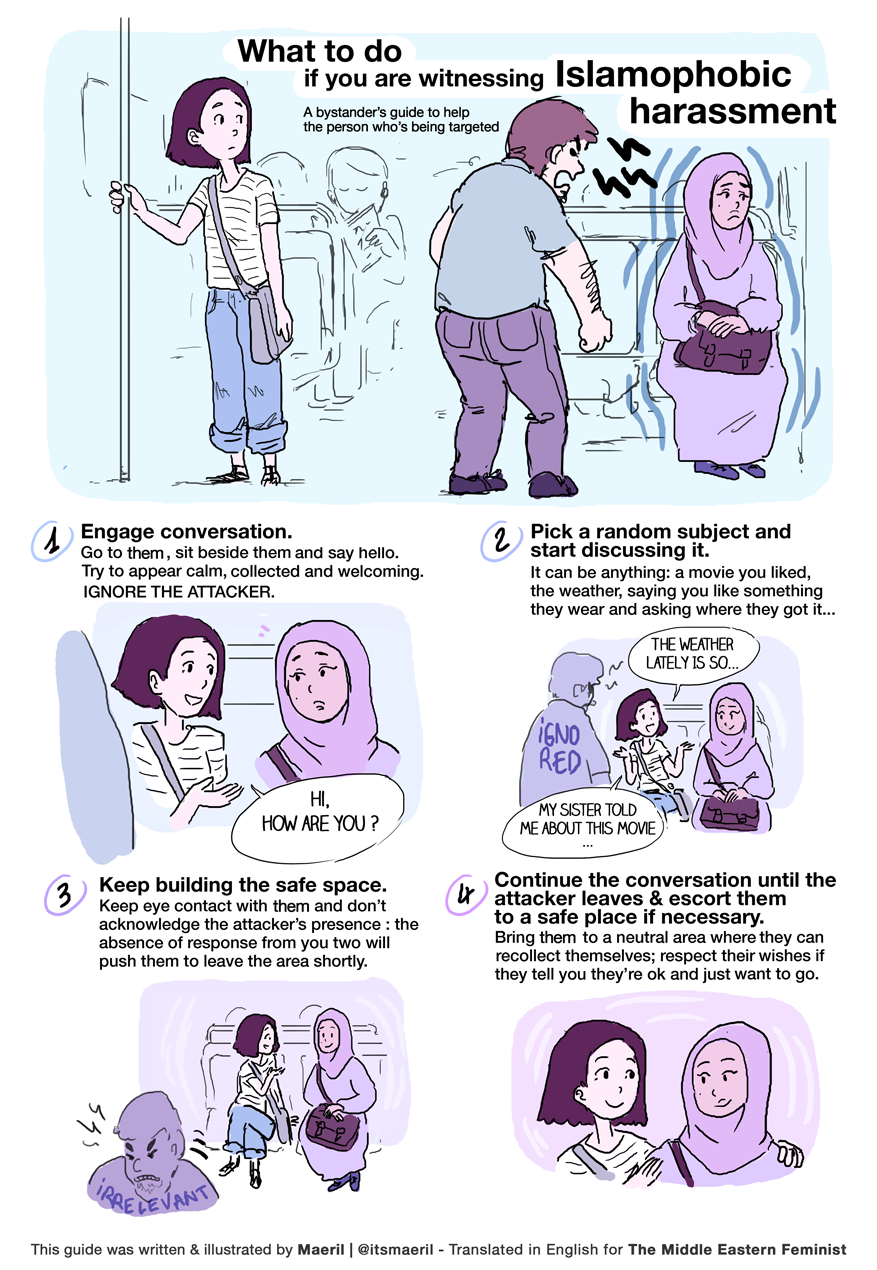 What to do
if you are witnessing Islamophobic
harassment
A bystander's guide to help
the person who's being targeted
1 Engage conversation.
Go to them, sit beside them and say hello.
Try to appear calm, collected and welcoming.
IGNORE THE ATTACKER.
HI,
HOW ARE YOU ?
2 Pick a random subject and
start discussing it.
It can be anything: a movie you liked,
the weather, saying you like something
they wear and asking where they got it...
THE WEATHER
LATELY IS SO...
iGNO
RED
MY SISTER TOLD
ME ABOUT THIS MOVIE
...
3 Keep building the safe space.
Keep eye contact with them and don't
acknowledge the attacker's presence : the
absence of response from you two will
push them to leave the area shortly.
iRRELEVANT
4 Continue the conversation until the
attacker leaves & escort them
to a safe place if necessary.
Bring them to a neutral area where they can
recollect themselves; respect their wishes if
they tell you they're ok and just want to go.
This guide was written & illustrated by Maeril | @itsmaeril - Translated in English for The Middle Eastern Feminist